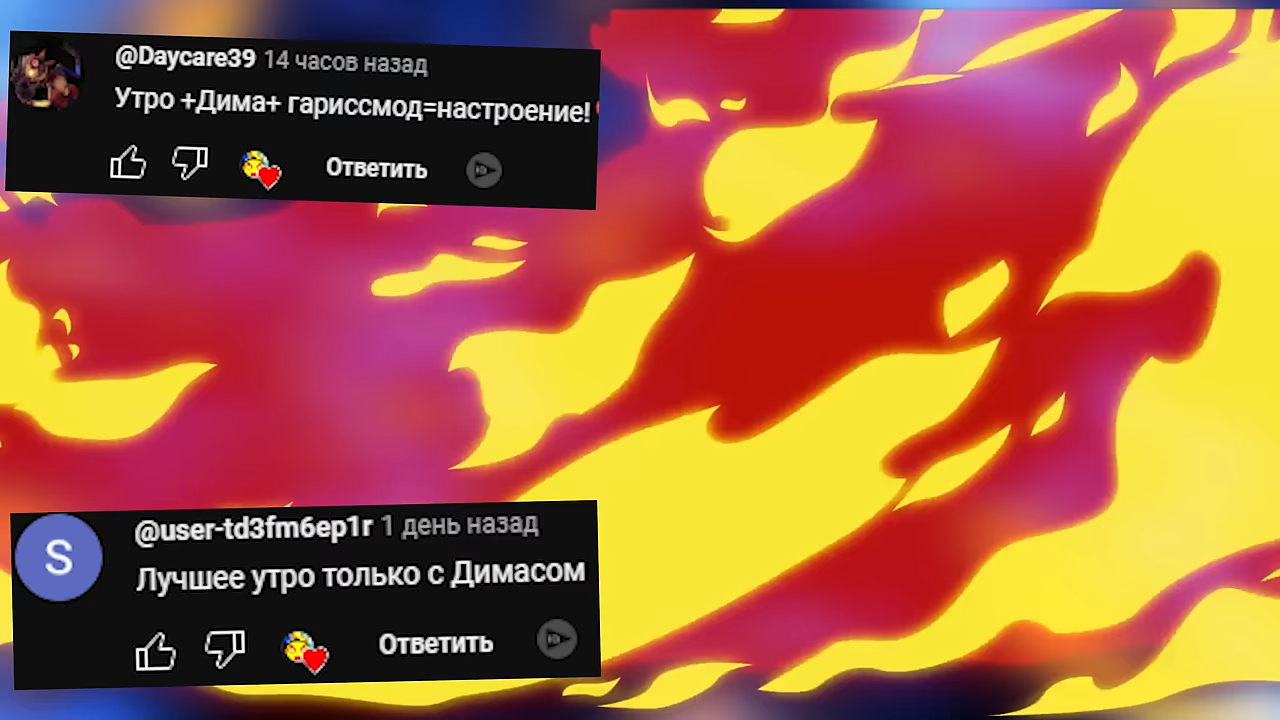 @Daycare39 14 часов назад
Утро +Дима+ гариссмод=настроение!
Ответить
S
@user-td3fm6ep1r 1 день назад
Лучшее утро только с Димасом
Ответить